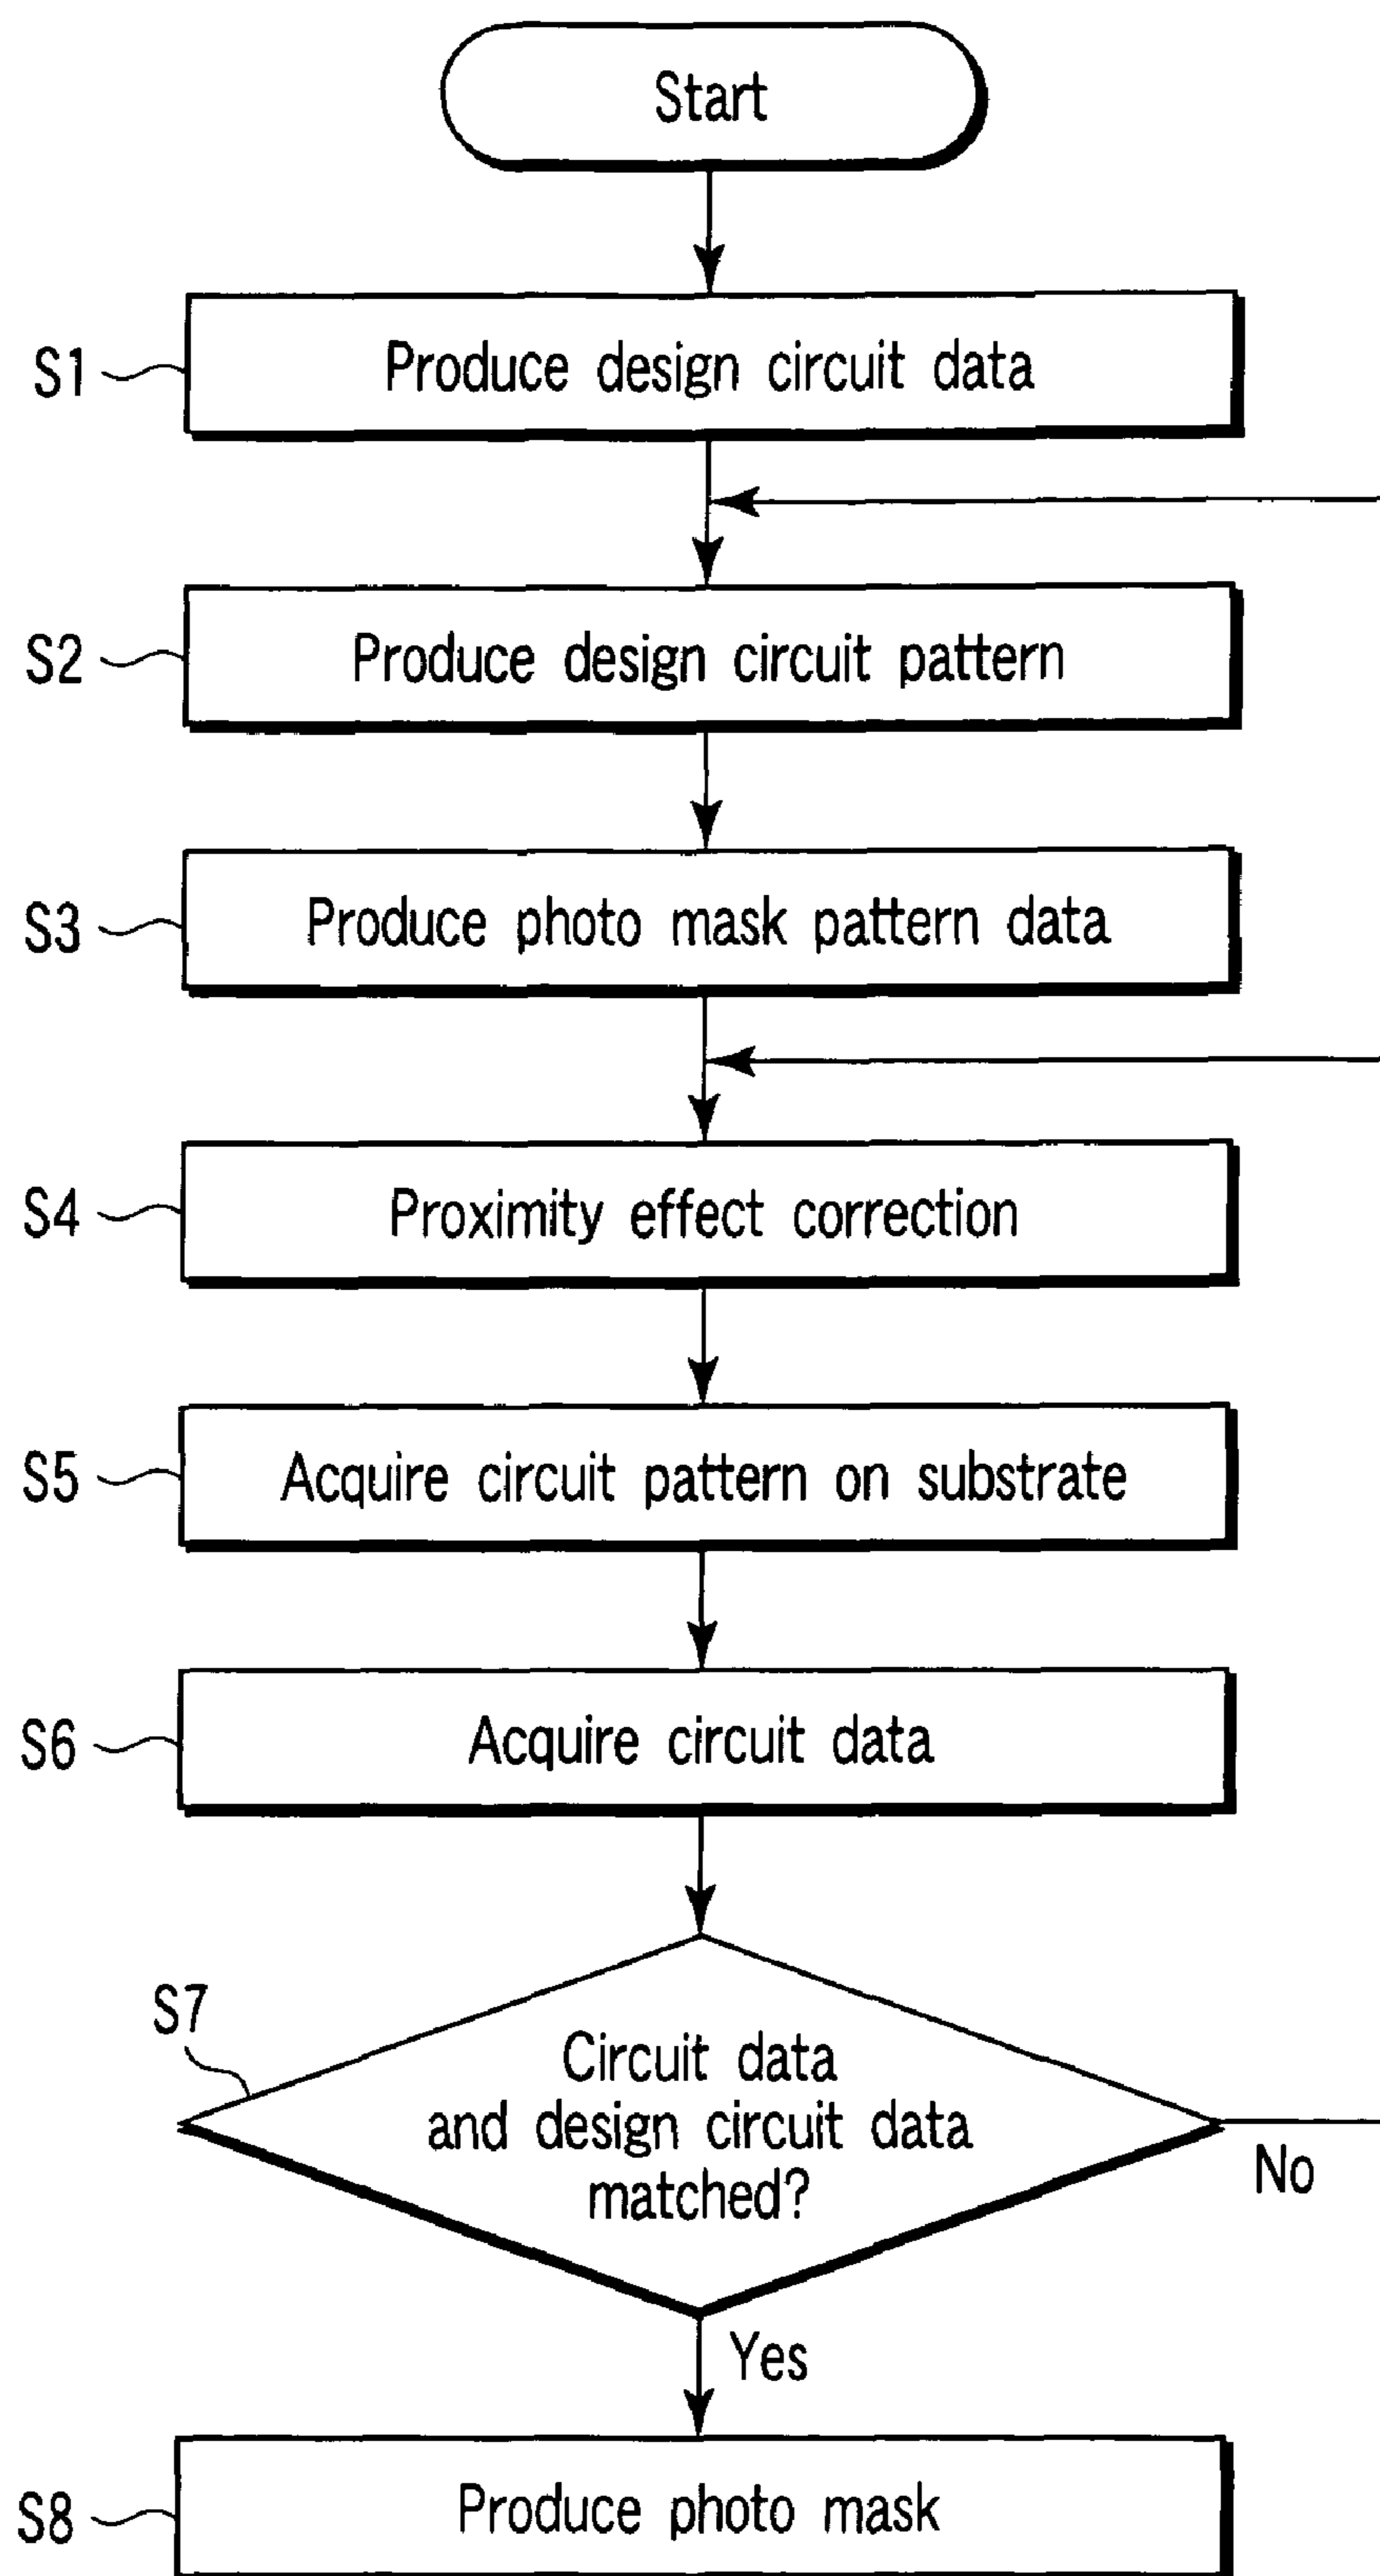 Start
S1
Produce design circuit data
S2
Produce design circuit pattern
S3
Produce photo mask pattern data
S4
Proximity effect correction
S5
Acquire circuit pattern on substrate
S6
Acquire circuit data
S7
Circuit data
and design circuit data
matched?
No
Yes
S8
Produce photo mask